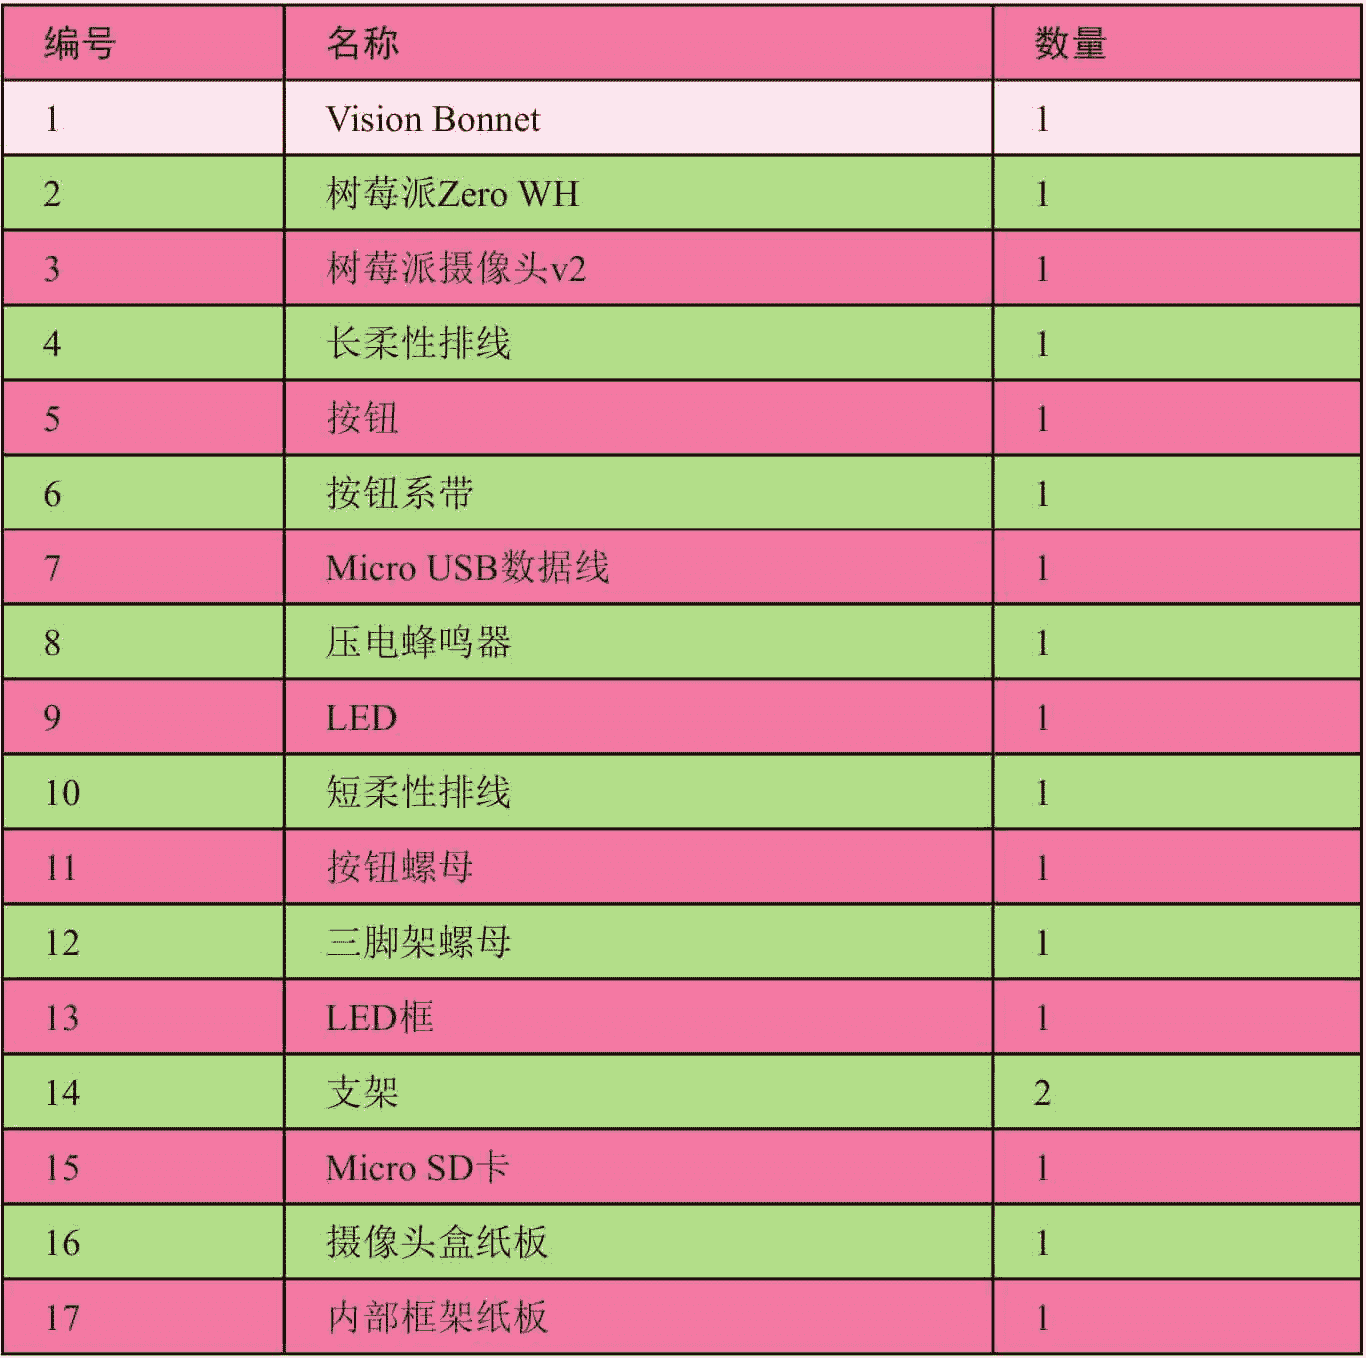 编号 名称 数量
1 Vision Bonnet 1
2 树莓派Zero WH 1
3 树莓派摄像头v2 1
4 长柔性排线 1
5 按钮 1
6 按钮系带 1
7 Micro USB数据线 1
8 压电蜂鸣器 1
9 LED 1
10 短柔性排线 1
11 按钮螺母 1
12 三脚架螺母 1
13 LED框 1
14 支架 2
15 Micro SD卡 1
16 摄像头盒纸板 1
17 内部框架纸板 1